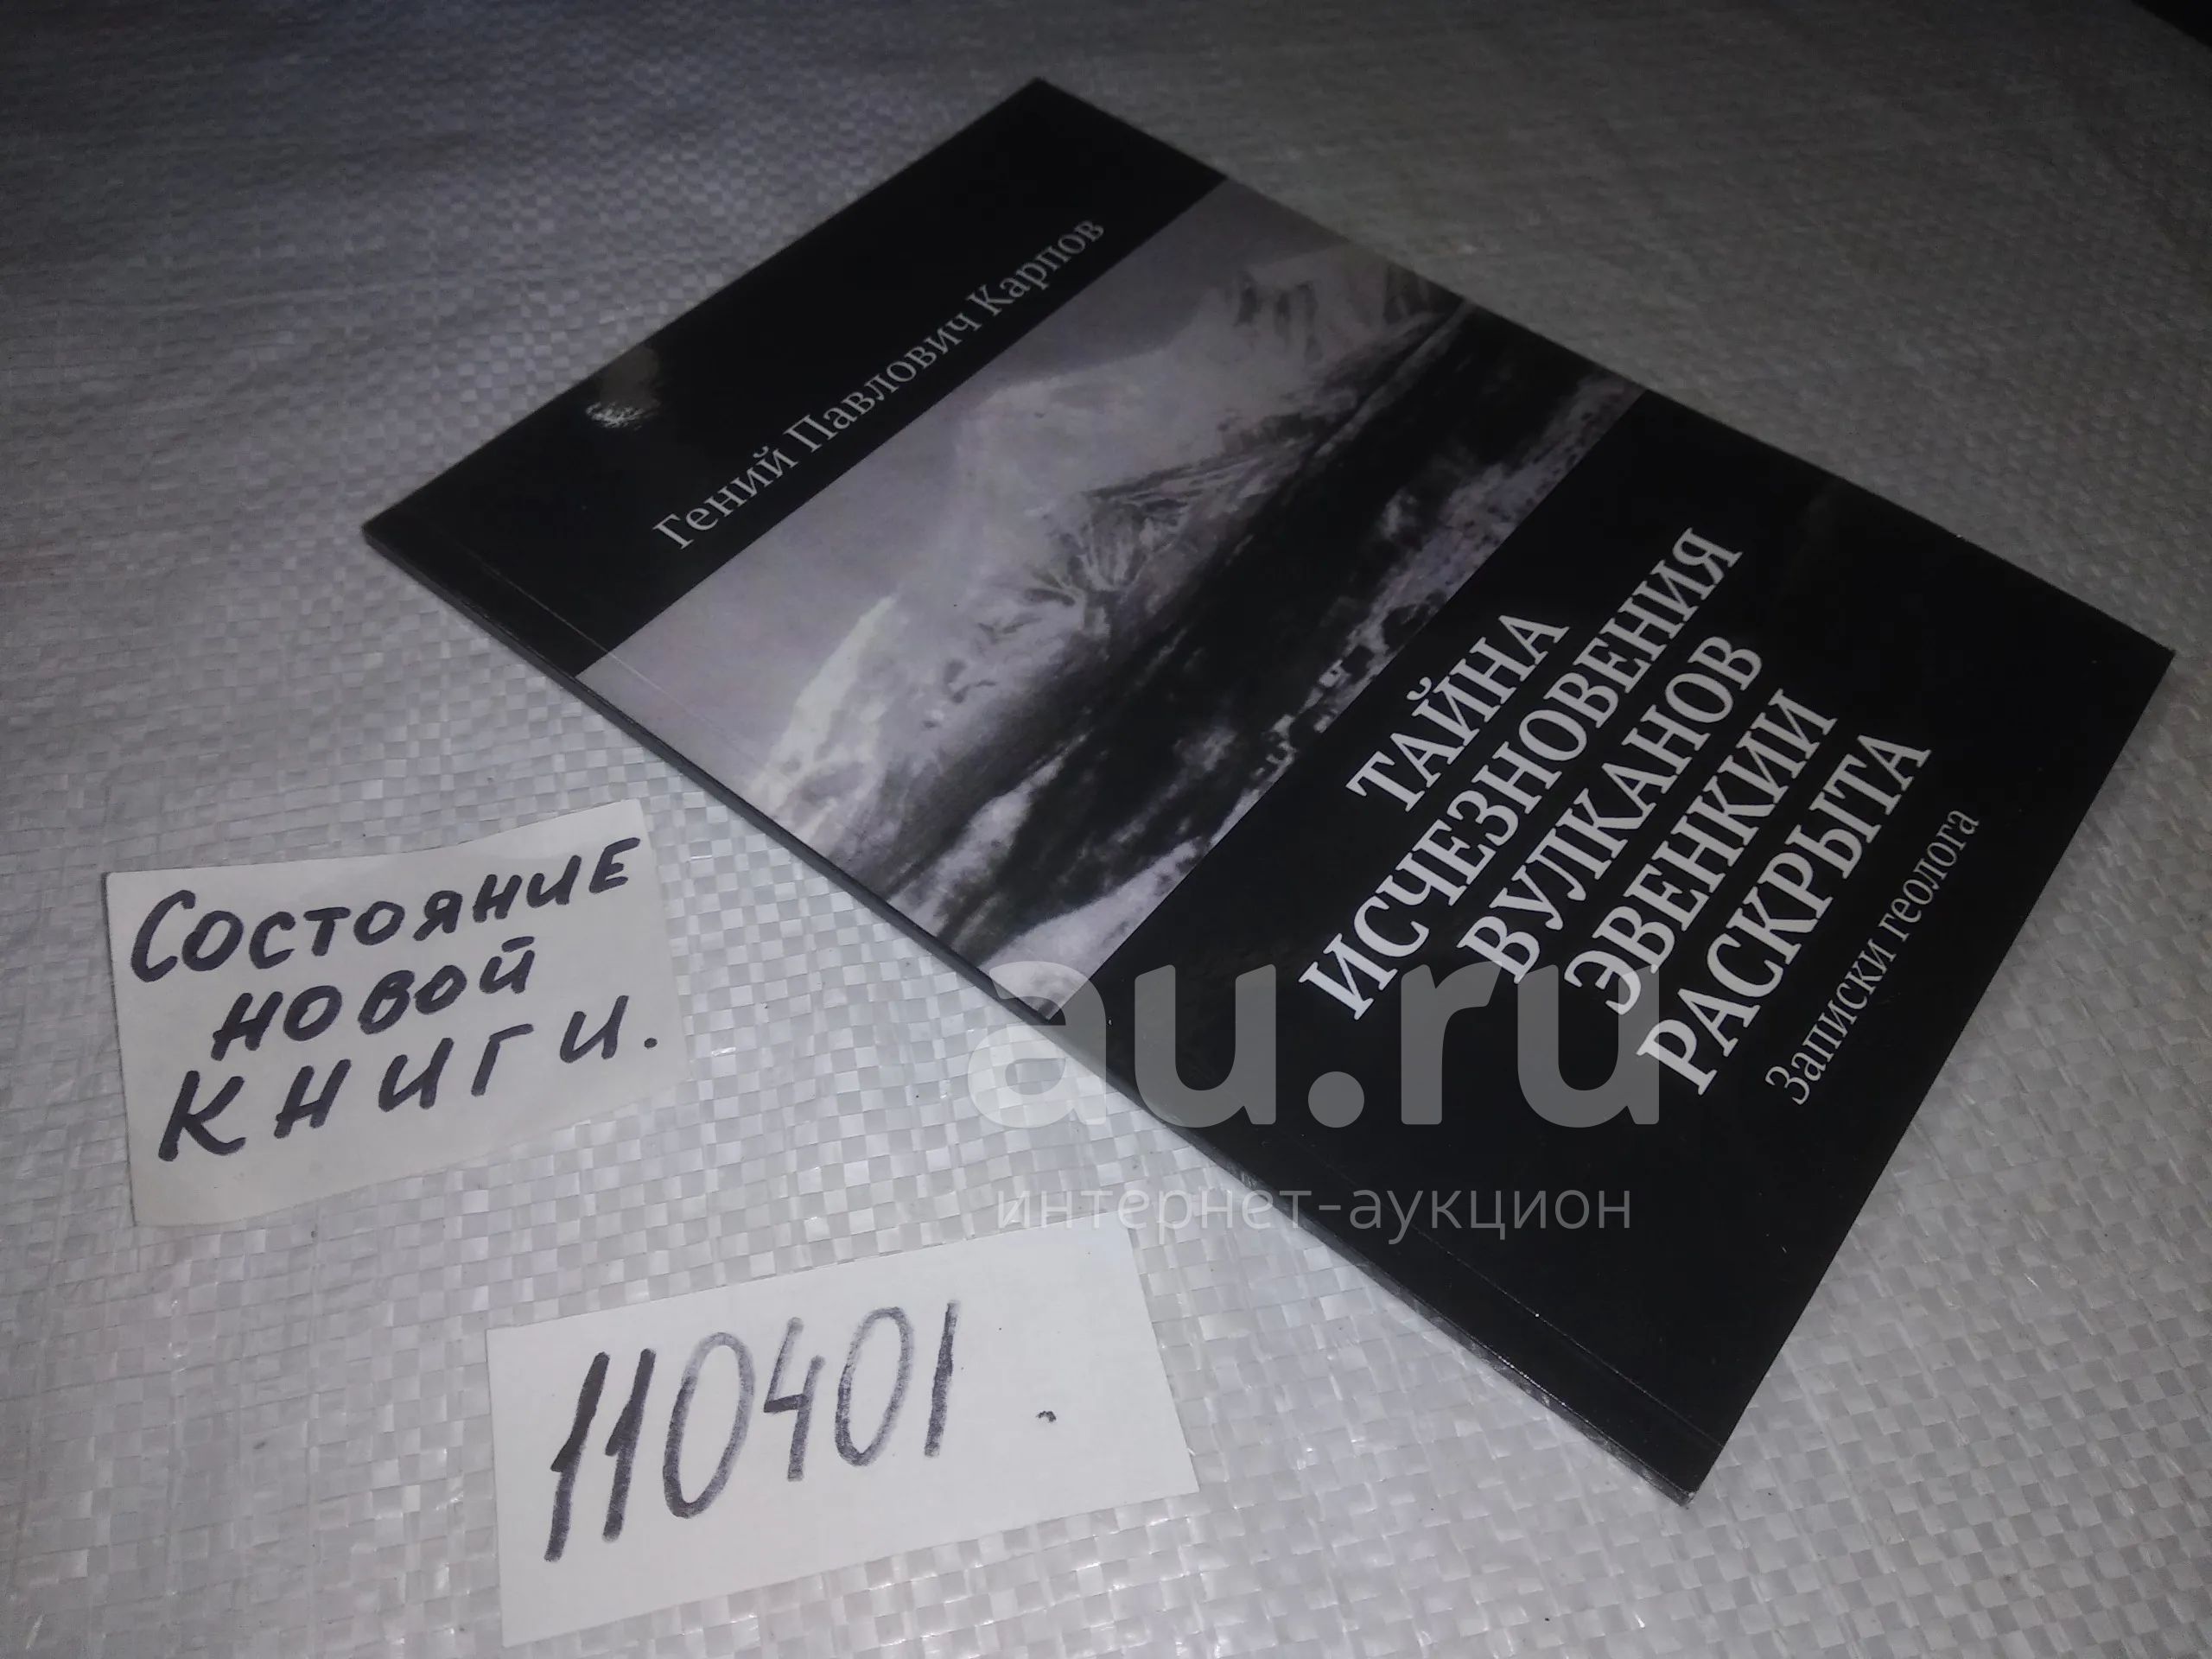 Гений Павлович Карпов
ТАЙНА
ИСЧЕЗНОВЕНИЯ
ВУЛКАНОВ
ЭВЕНКИИ
РАСКРЫТА
Записки геолога
Состояние
новой
книги.
110401.
au.ru
интернет-аукцион